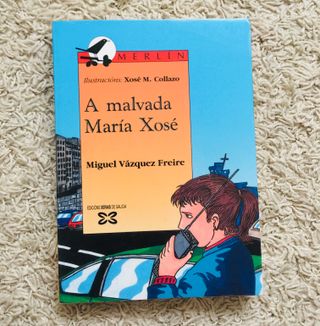 MERLÍN
Ilustracións: Xosé M. Collazo
A malvada
María Xosé
Miguel Vázquez Freire
EDICIÓNS XERAIS DE GALICIA